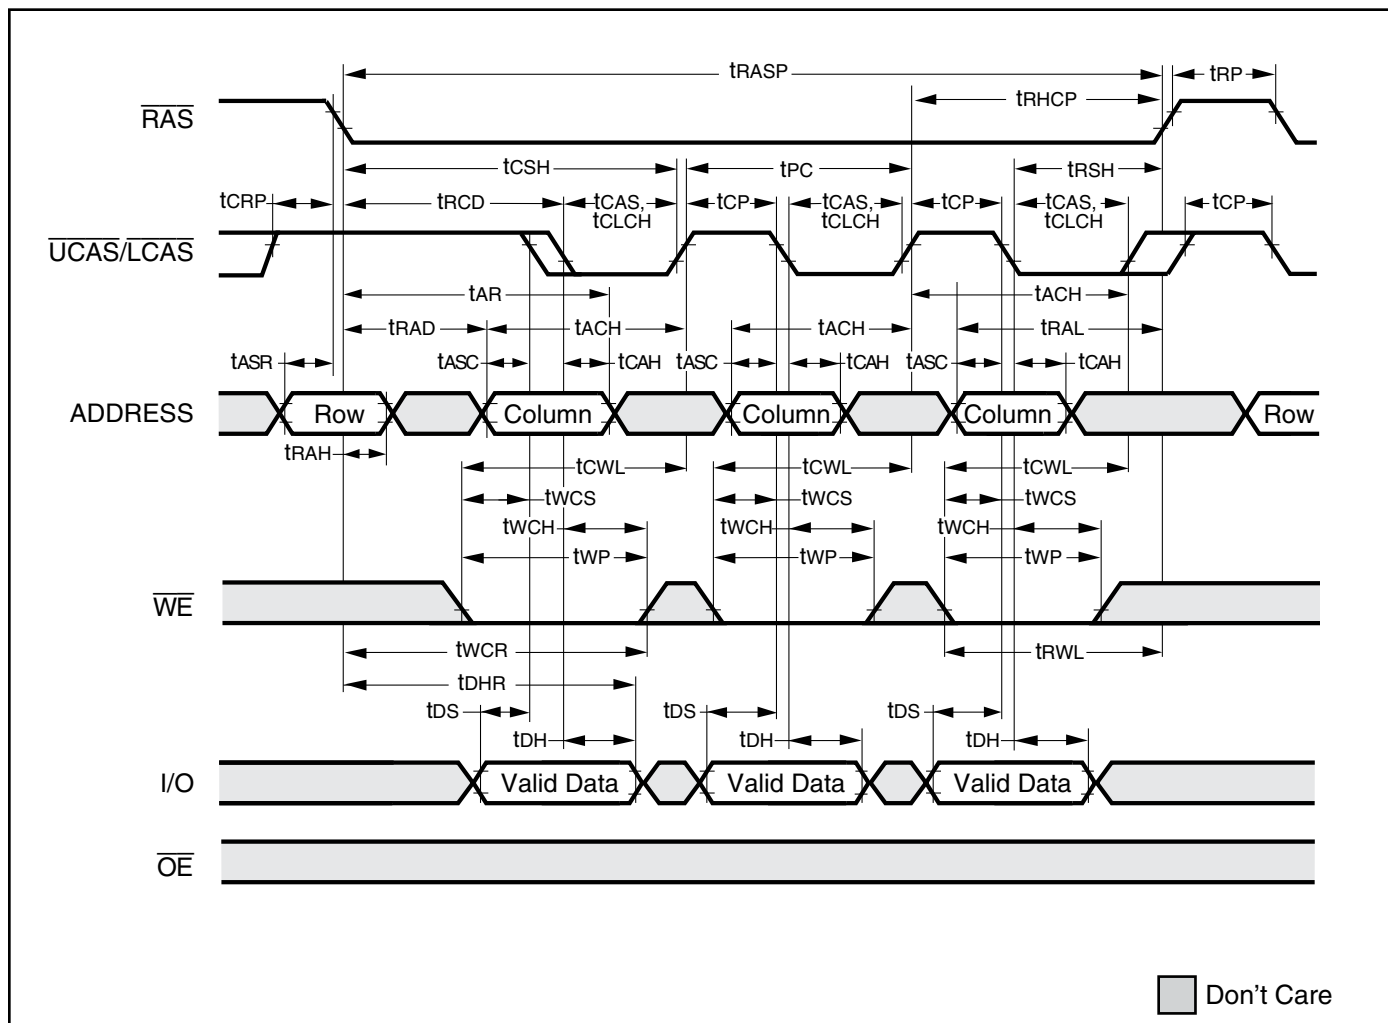 tRASP tRP
tRHCP
RAS
tCSH tPC tRSH
tCRP tRCD tCAS, tCLCH tCP tCAS, tCLCH tCP tCAS, tCLCH tCP
UCAS/LCAS
tAR tACH
tRAD tACH tACH tRAL
tASR tASC tCAH tASC tCAH tASC tCAH
ADDRESS Row Column Column Column Row
tRAH
tCWL tCWL tCWL
tWCS tWCS tWCS
tWCH tWCH tWCH
tWP tWP tWP
WE
tWCR tRWL
tDHR
tDS tDS tDS
tDH tDH tDH
I/O Valid Data Valid Data Valid Data
OE
Don't Care